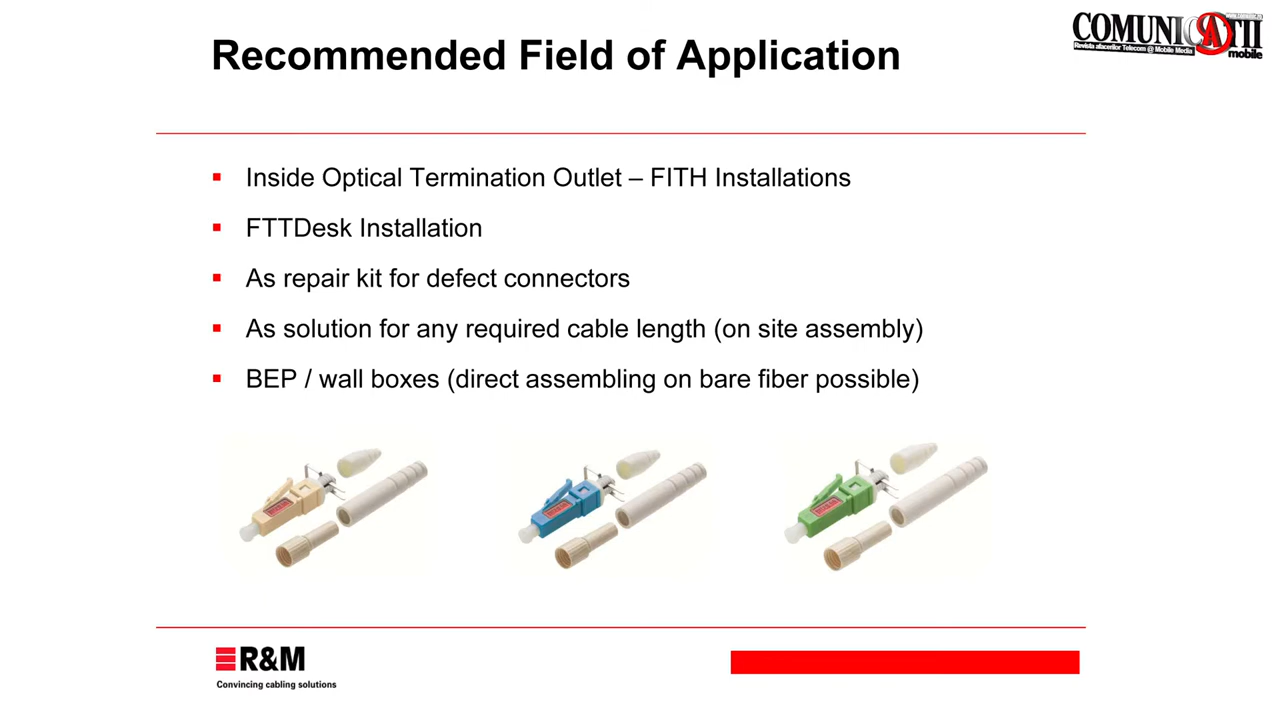 Recommended Field of Application
COMUNICATII
Revista afacerilor Telecom @ Mobile Media
mobile
Inside Optical Termination Outlet – FITH Installations
FTTDesk Installation
As repair kit for defect connectors
As solution for any required cable length (on site assembly)
BEP / wall boxes (direct assembling on bare fiber possible)
R&M
Convincing cabling solutions